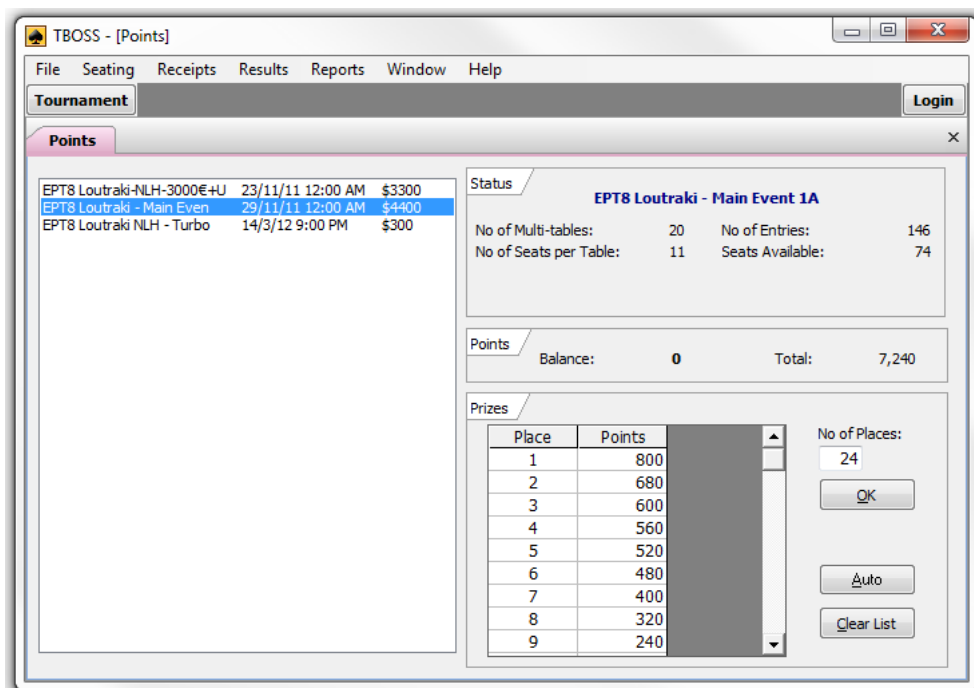 TBOSS - [Points]
File Seating Receipts Results Reports Window Help
Tournament Login
Points
EPT8 Loutraki-NLH-3000€+U 23/11/11 12:00 AM $3300
EPT8 Loutraki - Main Even 29/11/11 12:00 AM $4400
EPT8 Loutraki NLH - Turbo 14/3/12 9:00 PM $300
Status
EPT8 Loutraki - Main Event 1A
No of Multi-tables: 20 No of Entries: 146
No of Seats per Table: 11 Seats Available: 74
Points
Balance: 0 Total: 7,240
Prizes
Place Points
1 800
2 680
3 600
4 560
5 520
6 480
7 400
8 320
9 240
No of Places:
24
OK
Auto
Clear List